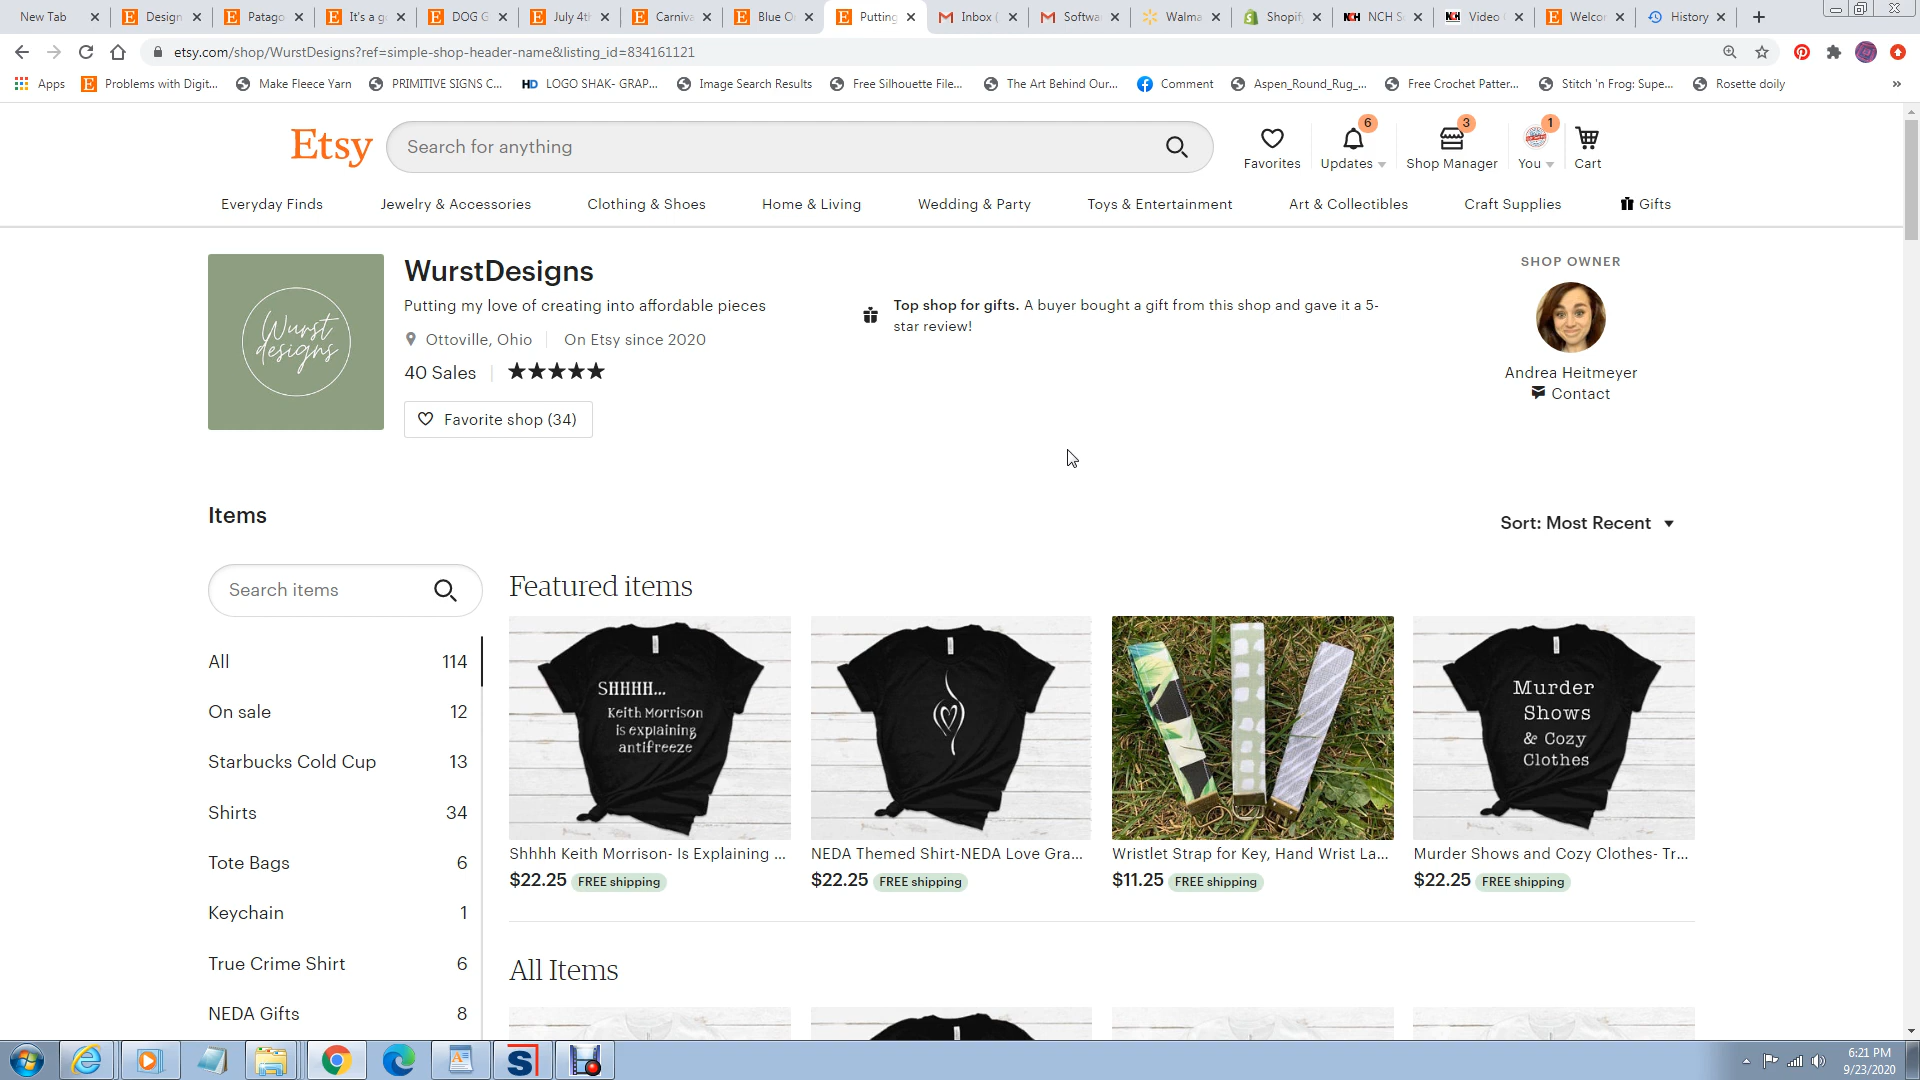 New Tab
Design
Patago
It's a g
DOG G
July 4th
Carniva
Blue O
Putting
Inbox (
Softwar
Walma
Shopif
NCH S
Video
Welco
History
etsy.com/shop/WurstDesigns?ref=simple-shop-header-name&listing_id=834161121
Apps
Problems with Digit...
Make Fleece Yarn
PRIMITIVE SIGNS C...
HD LOGO SHAK- GRAP...
Image Search Results
Free Silhouette File...
The Art Behind Our...
Comment
Aspen_Round_Rug_...
Free Crochet Patter...
Stitch 'n Frog: Supe...
Rosette doily
»
Etsy
Search for anything
Favorites
6
Updates
3
Shop Manager
1
You
Cart
Everyday Finds
Jewelry & Accessories
Clothing & Shoes
Home & Living
Wedding & Party
Toys & Entertainment
Art & Collectibles
Craft Supplies
Gifts
Wurst
designs
WurstDesigns
Putting my love of creating into affordable pieces
Ottoville, Ohio
On Etsy since 2020
40 Sales
Favorite shop (34)
Top shop for gifts. A buyer bought a gift from this shop and gave it a 5-
star review!
SHOP OWNER
Andrea Heitmeyer
Contact
Items
Sort: Most Recent
Search items
All 114
On sale 12
Starbucks Cold Cup 13
Shirts 34
Tote Bags 6
Keychain 1
True Crime Shirt 6
NEDA Gifts 8
Featured items
SHHHH...
Keith Morrison
is explaining
antifreeze
Shhhh Keith Morrison- Is Explaining ...
$22.25 FREE shipping
NEDA Themed Shirt-NEDA Love Gra...
$22.25 FREE shipping
Wristlet Strap for Key, Hand Wrist La...
$11.25 FREE shipping
Murder
Shows
& Cozy
Clothes
Murder Shows and Cozy Clothes- Tr...
$22.25 FREE shipping
All Items
6:21 PM
9/23/2020